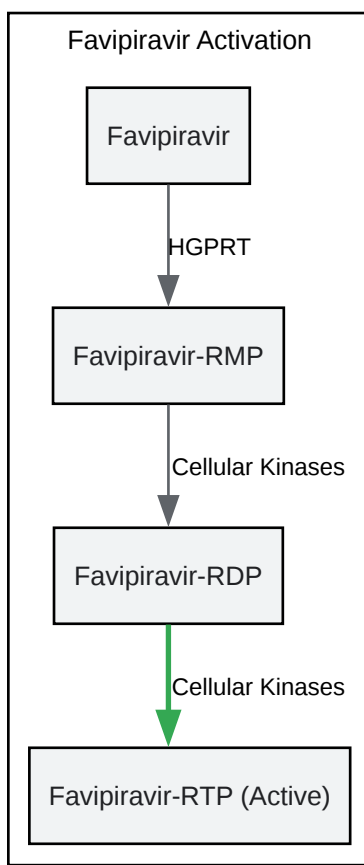 Favipiravir Activation
Favipiravir
HGPRT
Favipiravir-RMP
Cellular Kinases
Favipiravir-RDP
Cellular Kinases
Favipiravir-RTP (Active)